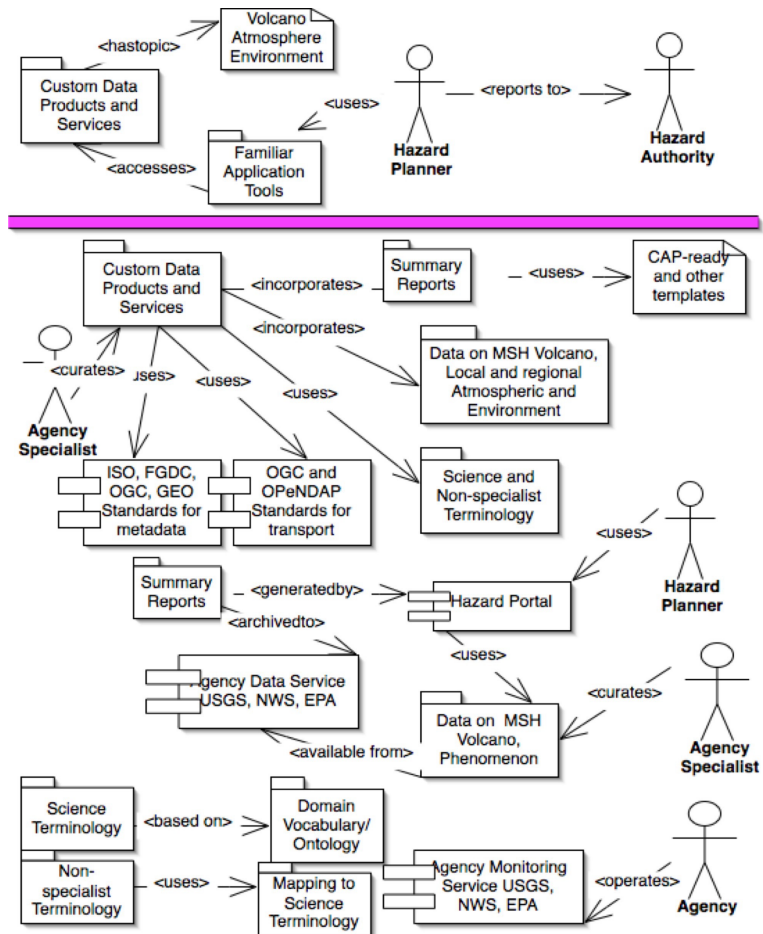 Volcano
Atmosphere
Environment
<hastopic>
Custom Data
Products and
Services
<uses>
<reports to>
<accesses>
Familiar
Application
Tools
Hazard
Planner
Hazard
Authority
Custom Data
Products and
Services
<incorporates>
Summary
Reports
<uses>
CAP-ready
and other
templates
<incorporates>
Data on MSH Volcano,
Local and regional
Atmospheric and
Environment
<curates>
uses>
<uses>
<uses>
Agency
Specialist
ISO, FGDC,
OGC, GEO
Standards for
metadata
OGC and
OPeNDAP
Standards for
transport
Science and
Non-specialist
Terminology
<uses>
Hazard
Planner
Summary
Reports
<generatedby>
Hazard Portal
<archivedto>
<uses>
Agency Data Service
USGS, NWS, EPA
<curates>
Data on MSH
Volcano,
Phenomenon
<available from>
Agency
Specialist
Science
Terminology
<based on>
Domain
Vocabulary/
Ontology
Non-
specialist
Terminology
<uses>
Mapping to
Science
Terminology
Agency Monitoring
Service USGS,
NWS, EPA
<operates>
Agency